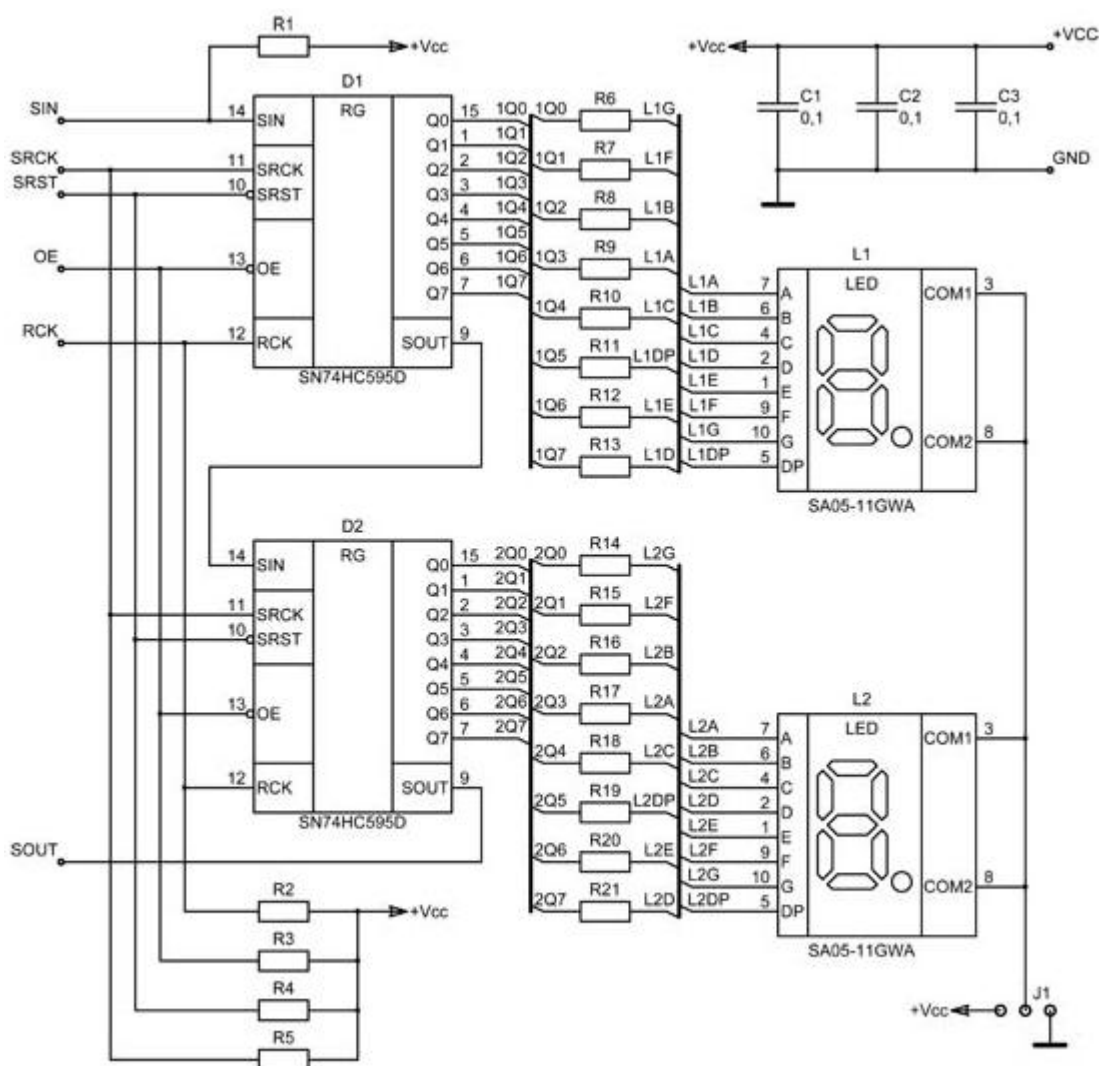 R1
+Vcc
SIN
14
SRCK
11
SRST
10
OE
13
RCK
12
D1
SIN
RG
SRCK
SRST
OE
RCK
Q0
Q1
Q2
Q3
Q4
Q5
Q6
Q7
SOUT
SN74HC595D
15
1
2
3
4
5
6
7
9
1Q0
1Q1
1Q2
1Q3
1Q4
1Q5
1Q6
1Q7
1Q0 R6 L1G
1Q1 R7 L1F
1Q2 R8 L1B
1Q3 R9 L1A
1Q4 R10 L1C
1Q5 R11 L1DP
1Q6 R12 L1E
1Q7 R13 L1D
+Vcc
+VCC
C1
0,1
C2
0,1
C3
0,1
GND
L1
LED
L1A 7 A
L1B 6 B
L1C 4 C
L1D 2 D
L1E 1 E
L1F 9 F
L1G 10 G
L1DP 5 DP
COM1 3
COM2 8
SA05-11GWA
D2
14 SIN
RG
11 SRCK
10 SRST
13 OE
12 RCK
Q0
Q1
Q2
Q3
Q4
Q5
Q6
Q7
SOUT
SN74HC595D
15
1
2
3
4
5
6
7
9
2Q0
2Q1
2Q2
2Q3
2Q4
2Q5
2Q6
2Q7
2Q0 R14 L2G
2Q1 R15 L2F
2Q2 R16 L2B
2Q3 R17 L2A
2Q4 R18 L2C
2Q5 R19 L2DP
2Q6 R20 L2E
2Q7 R21 L2D
L2
LED
L2A 7 A
L2B 6 B
L2C 4 C
L2D 2 D
L2E 1 E
L2F 9 F
L2G 10 G
L2DP 5 DP
COM1 3
COM2 8
SA05-11GWA
SOUT
R2
+Vcc
R3
R4
R5
+Vcc
J1